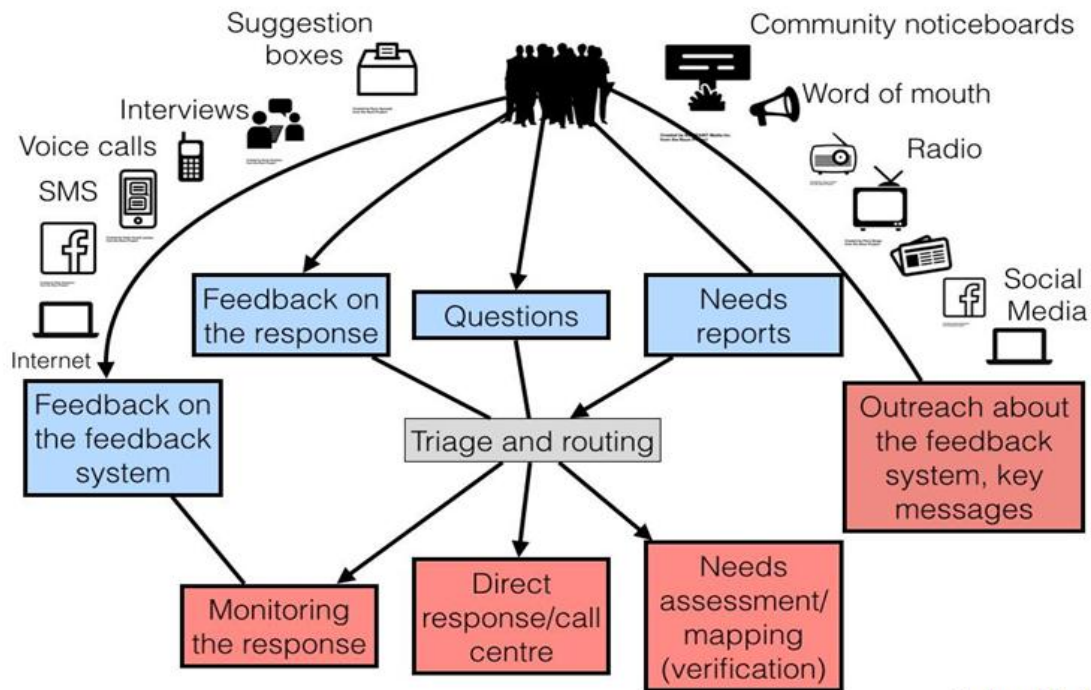 Suggestion
boxes
Community noticeboards
Interviews
Word of mouth
Voice calls
Radio
SMS
Social
Media
Internet
Feedback on
the response
Questions
Needs
reports
Feedback on
the feedback
system
Triage and routing
Outreach about
the feedback
system, key
messages
Monitoring
the response
Direct
response/call
centre
Needs
assessment/
mapping
(verification)